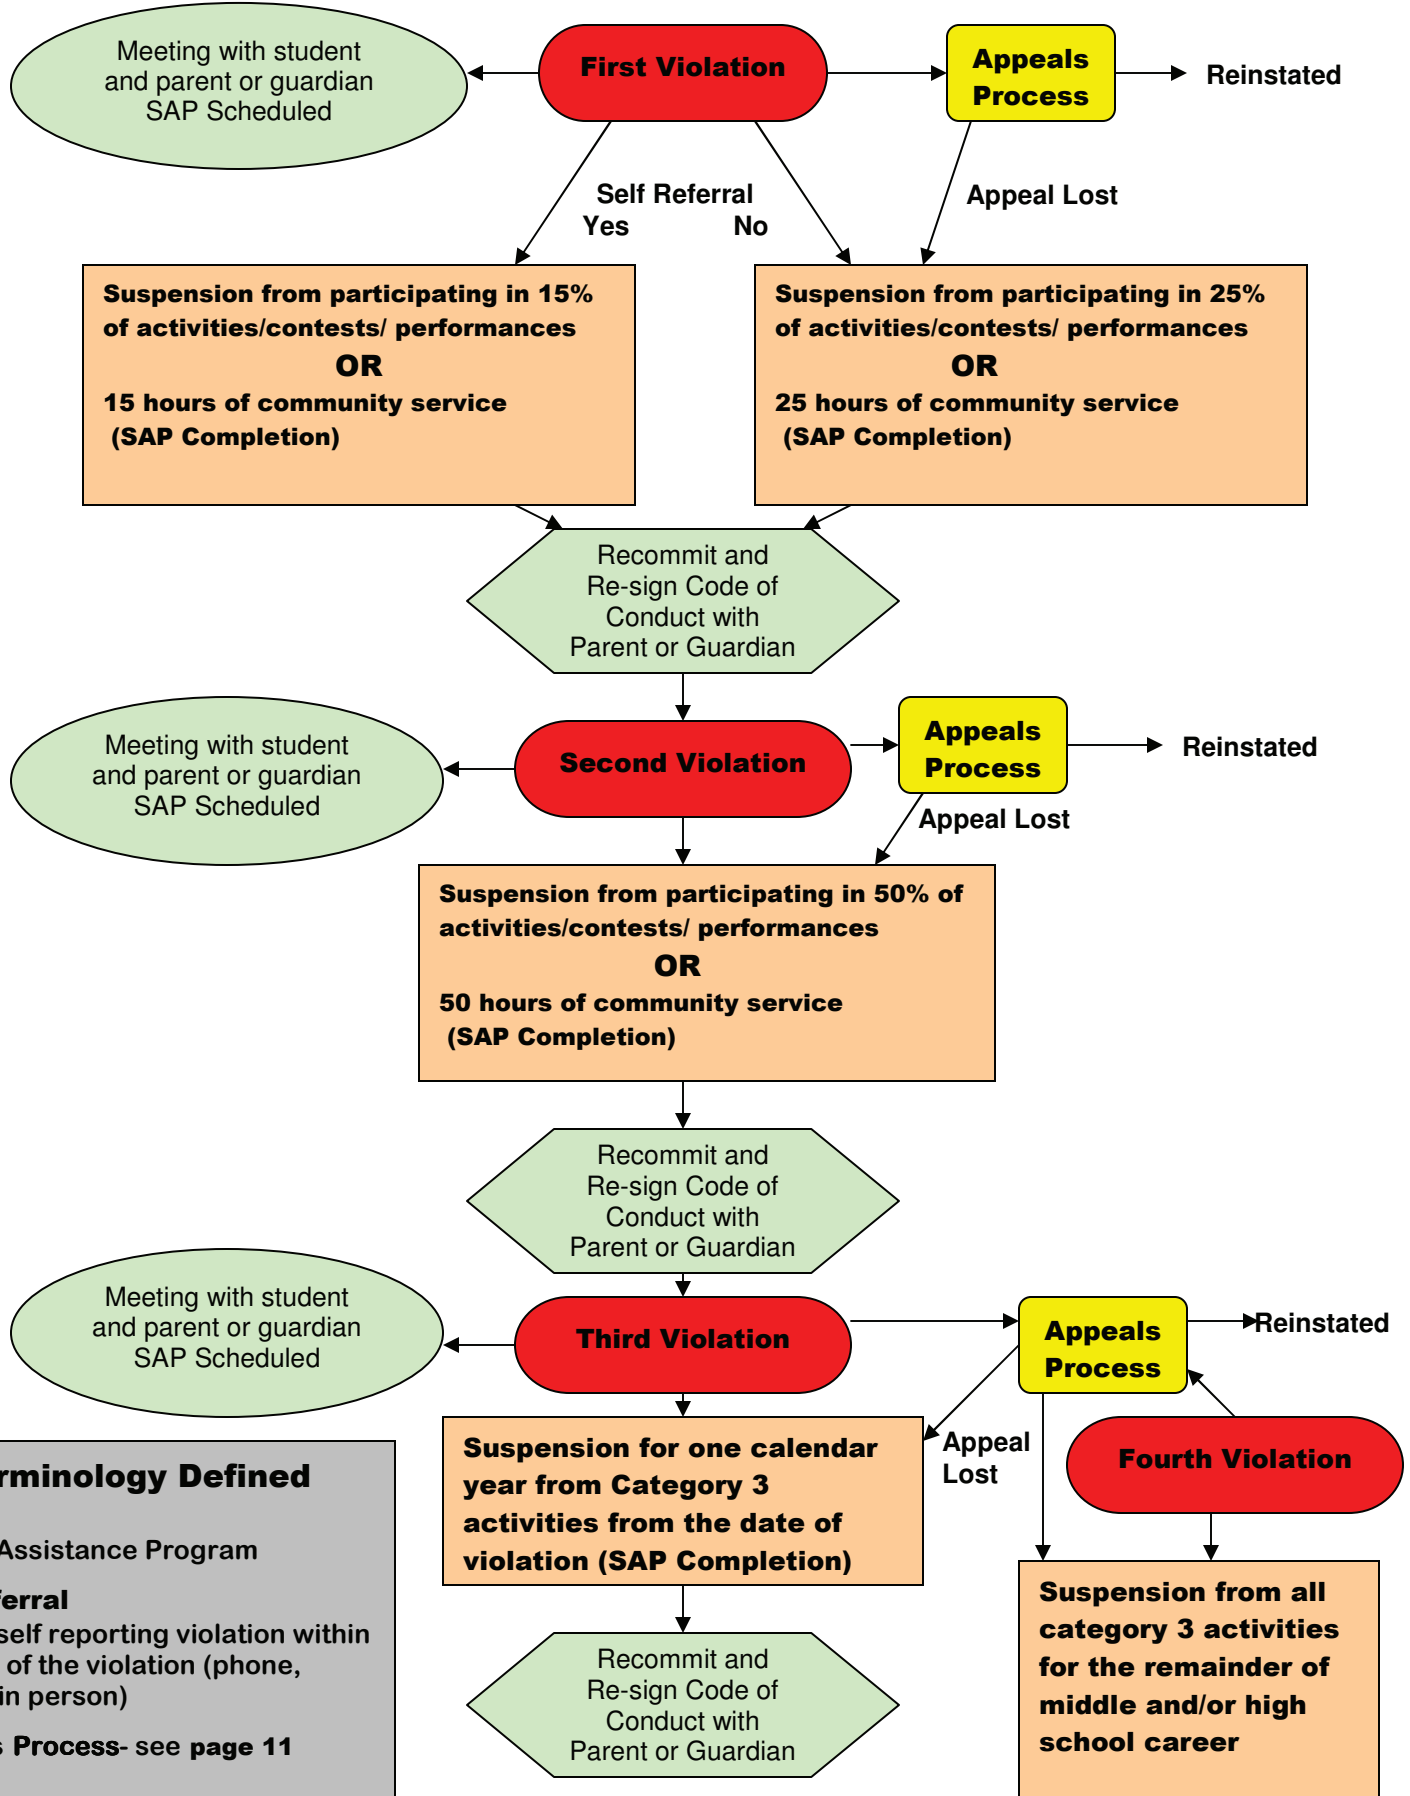 Meeting with student
and parent or guardian
SAP Scheduled
First Violation
Appeals
Process
Reinstated
Self Referral
Yes No
Appeal Lost
Suspension from participating in 15%
of activities/contests/ performances
OR
15 hours of community service
(SAP Completion)
Suspension from participating in 25%
of activities/contests/ performances
OR
25 hours of community service
(SAP Completion)
Recommit and
Re-sign Code of
Conduct with
Parent or Guardian
Meeting with student
and parent or guardian
SAP Scheduled
Second Violation
Appeals
Process
Reinstated
Appeal Lost
Suspension from participating in 50% of
activities/contests/ performances
OR
50 hours of community service
(SAP Completion)
Recommit and
Re-sign Code of
Conduct with
Parent or Guardian
Meeting with student
and parent or guardian
SAP Scheduled
Third Violation
Appeals
Process
Reinstated
Appeal
Lost
Fourth Violation
Suspension for one calendar
year from Category 3
activities from the date of
violation (SAP Completion)
Suspension from all
category 3 activities
for the remainder of
middle and/or high
school career
Recommit and
Re-sign Code of
Conduct with
Parent or Guardian
rminology Defined
Assistance Program
ferral
self reporting violation within
of the violation (phone,
in person)
s Process- see page 11